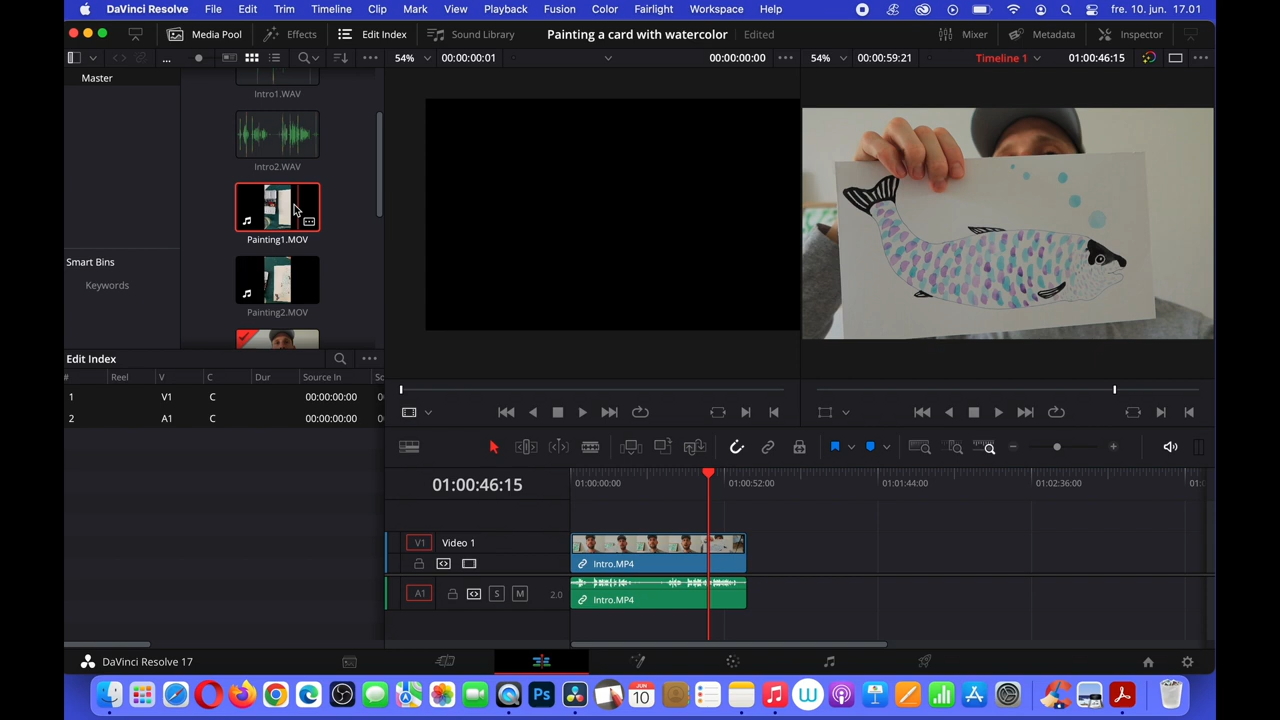 DaVinci Resolve File Edit Trim Timeline Clip Mark View Playback Fusion Color Fairlight Workspace Help fre. 10. jun. 17.01
Media Pool Effects Edit Index Sound Library Painting a card with watercolor Edited Mixer Metadata Inspector
54% 00:00:00:01 00:00:00:00 54% 00:00:59:21 Timeline 1 01:00:46:15
Master
Intro1.WAV
Intro2.WAV
Painting1.MOV
Smart Bins
Keywords
Painting2.MOV
Edit Index
# Reel V C Dur Source In
1 V1 C 00:00:00:00
2 A1 C 00:00:00:00
01:00:46:15 01:00:00:00 01:00:52:00 01:01:44:00 01:02:36:00
V1 Video 1
Intro.MP4
A1 S M 2.0 Intro.MP4
DaVinci Resolve 17
JUN
10
Ps